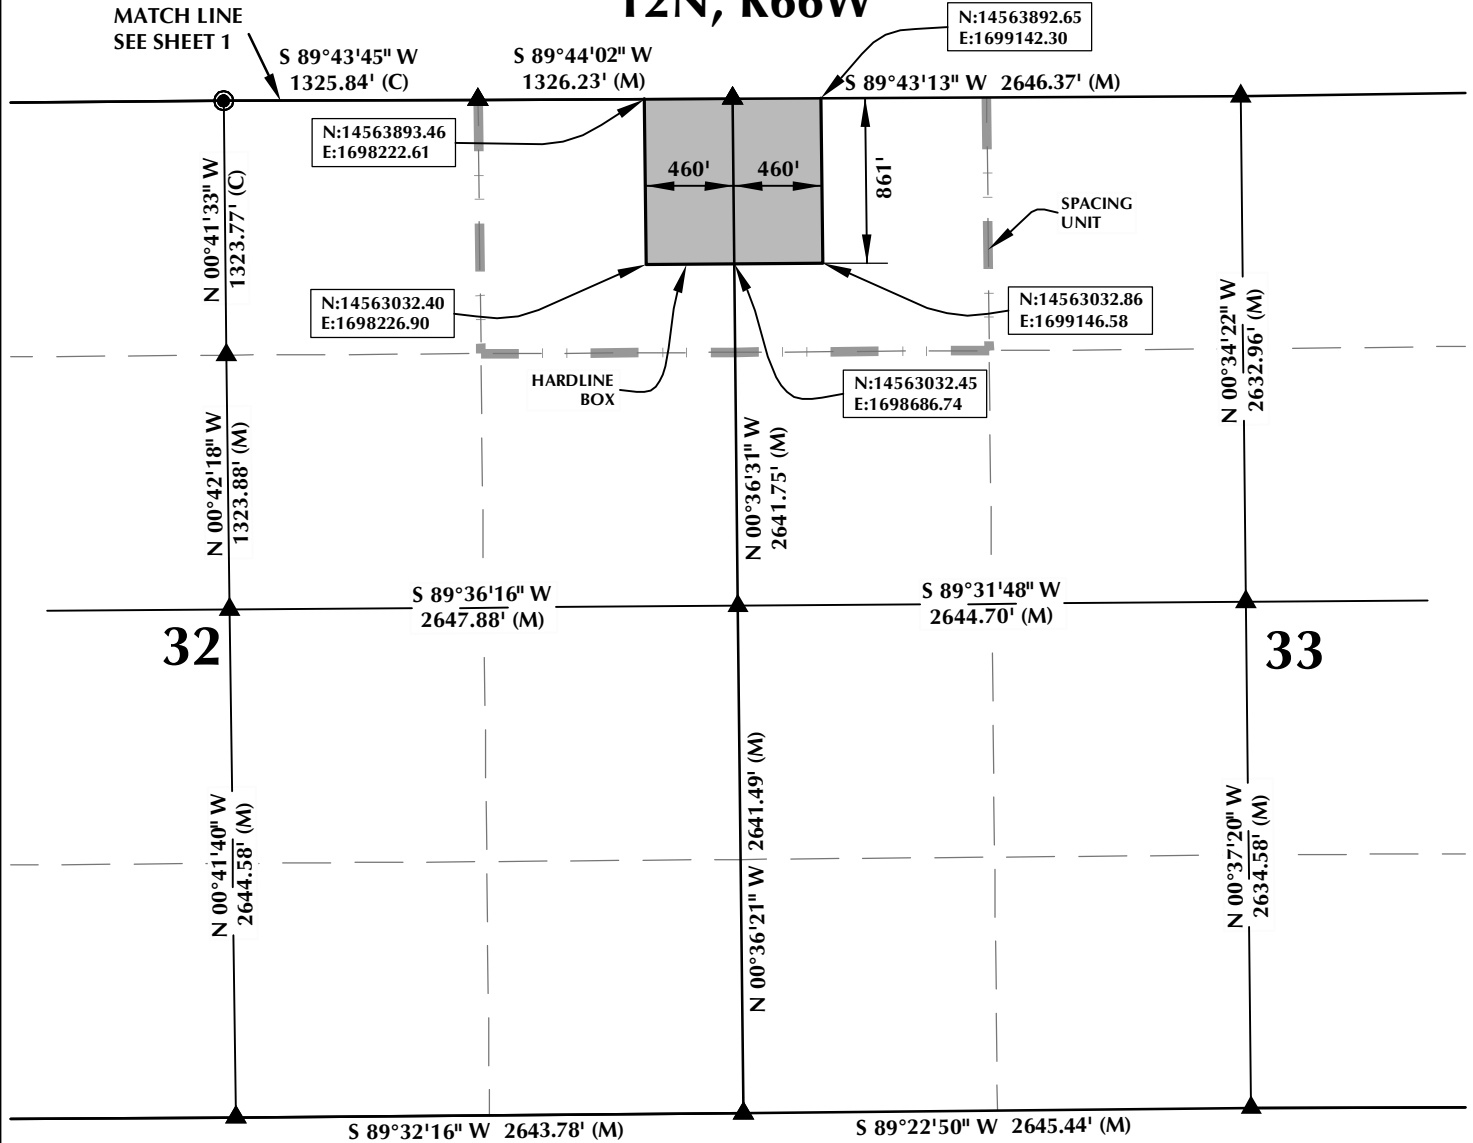 12N, R66W
MATCH LINE
SEE SHEET 1
N:14563892.65
E:1699142.30
S 89°43'45" W
1325.84' (C)
S 89°44'02" W
1326.23' (M)
S 89°43'13" W 2646.37' (M)
N:14563893.46
E:1698222.61
460'
460'
861'
N 00°41'33" W
1323.77' (C)
SPACING
UNIT
N:14563032.40
E:1698226.90
N:14563032.86
E:1699146.58
N 00°34'22" W
2632.96' (M)
HARDLINE
BOX
N:14563032.45
E:1698686.74
N 00°42'18" W
1323.88' (M)
N 00°36'31" W
2641.75' (M)
S 89°36'16" W
2647.88' (M)
S 89°31'48" W
2644.70' (M)
32
33
N 00°41'40" W
2644.58' (M)
N 00°36'21" W 2641.49' (M)
N 00°37'20" W
2634.58' (M)
S 89°32'16" W 2643.78' (M)
S 89°22'50" W 2645.44' (M)